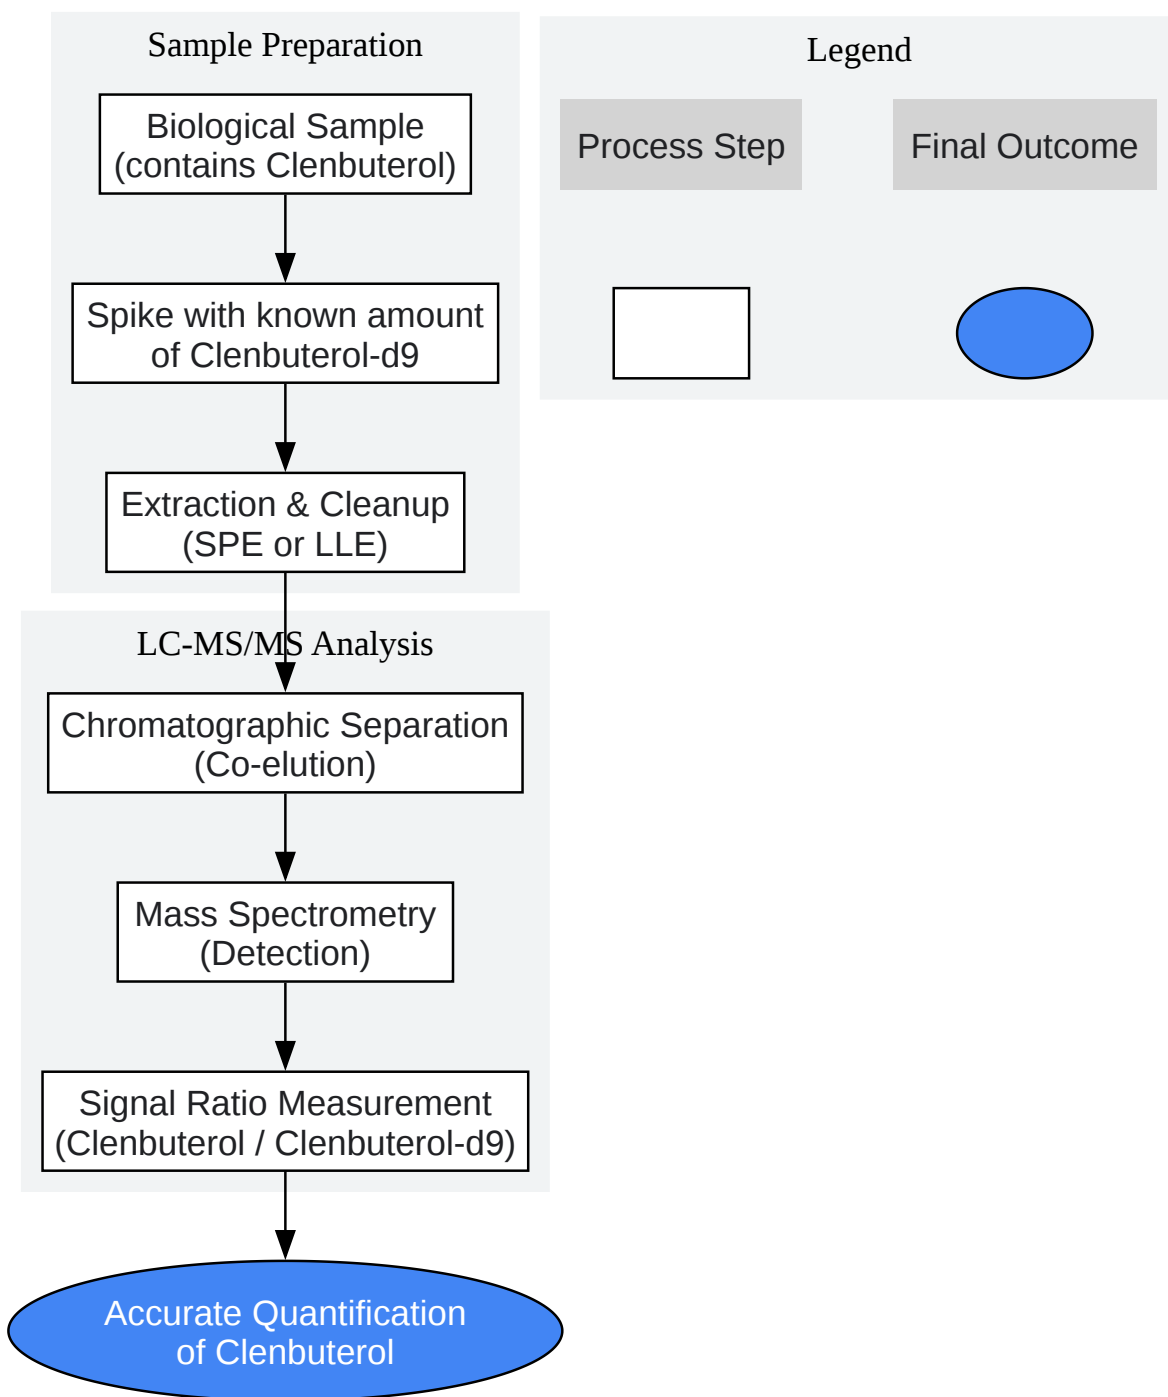 Sample Preparation
Biological Sample
(contains Clenbuterol)
Spike with known amount
of Clenbuterol-d9
Extraction & Cleanup
(SPE or LLE)
LC-MS/MS Analysis
Chromatographic Separation
(Co-elution)
Mass Spectrometry
(Detection)
Signal Ratio Measurement
(Clenbuterol / Clenbuterol-d9)
Accurate Quantification
of Clenbuterol
Legend
Process Step
Final Outcome